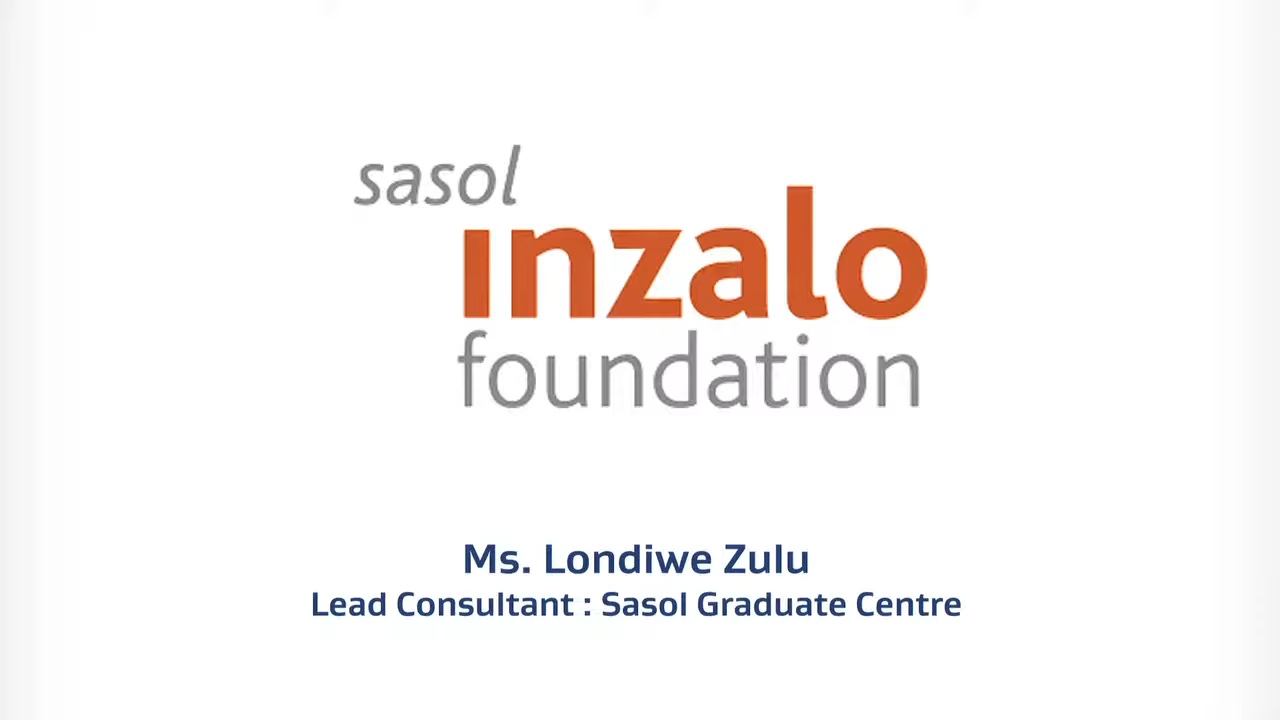 sasol
inzalo
foundation
Ms. Londiwe Zulu
Lead Consultant : Sasol Graduate Centre